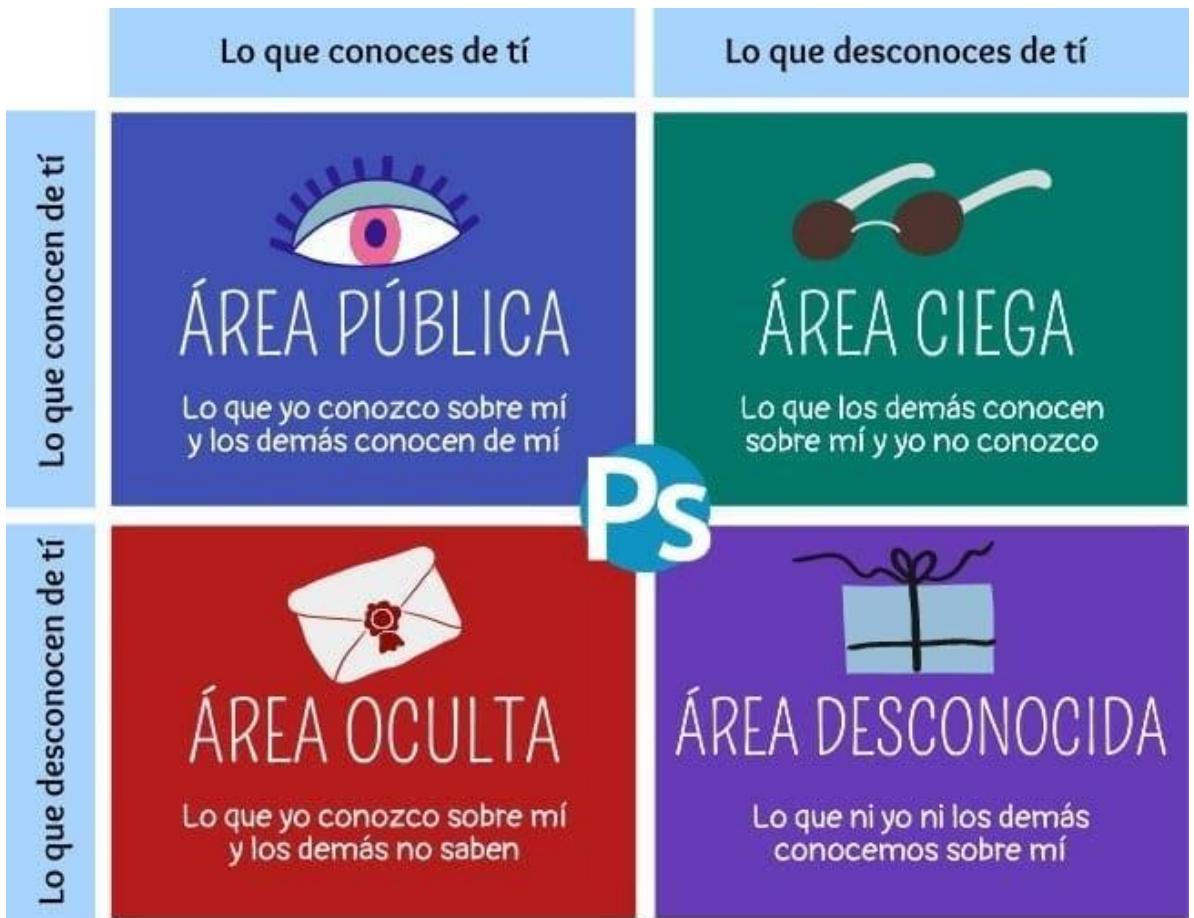 Lo que conoces de tí
Lo que desconoces de tí
Lo que conocen de tí
ÁREA PÚBLICA
Lo que yo conozco sobre mí
y los demás conocen de mí
ÁREA CIEGA
Lo que los demás conocen
sobre mí y yo no conozco
Ps
Lo que desconocen de tí
ÁREA OCULTA
Lo que yo conozco sobre mí
y los demás no saben
ÁREA DESCONOCIDA
Lo que ni yo ni los demás
conocemos sobre mí